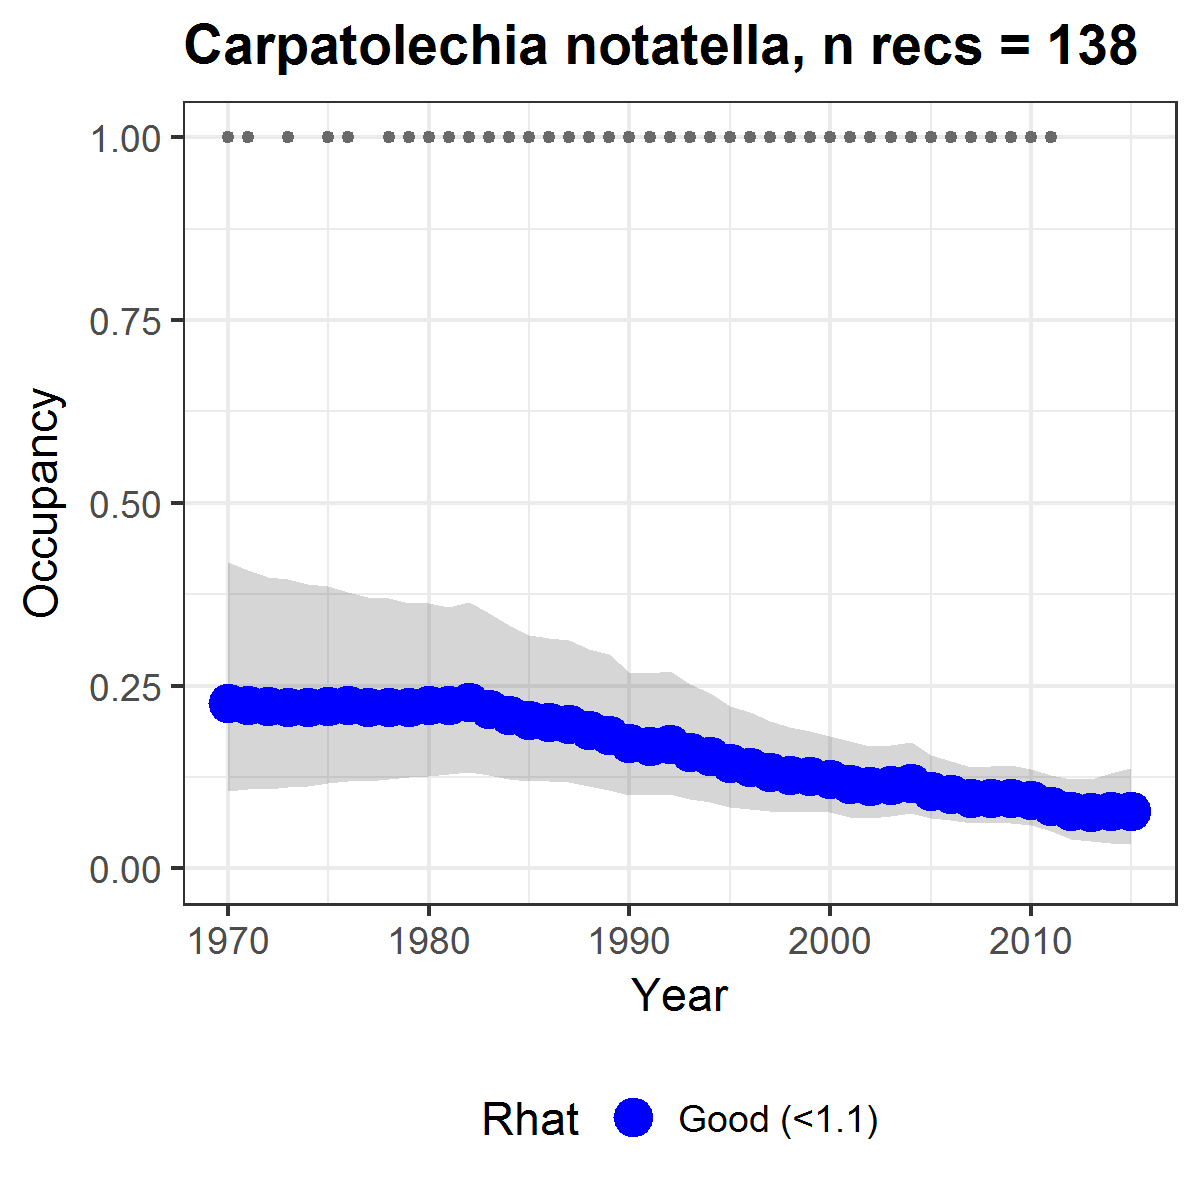 Carpatolechia notatella, n recs = 138
1.00
0.75
0.50
0.25
0.00
Occupancy
1970 1980 1990 2000 2010
Year
Rhat Good (<1.1)